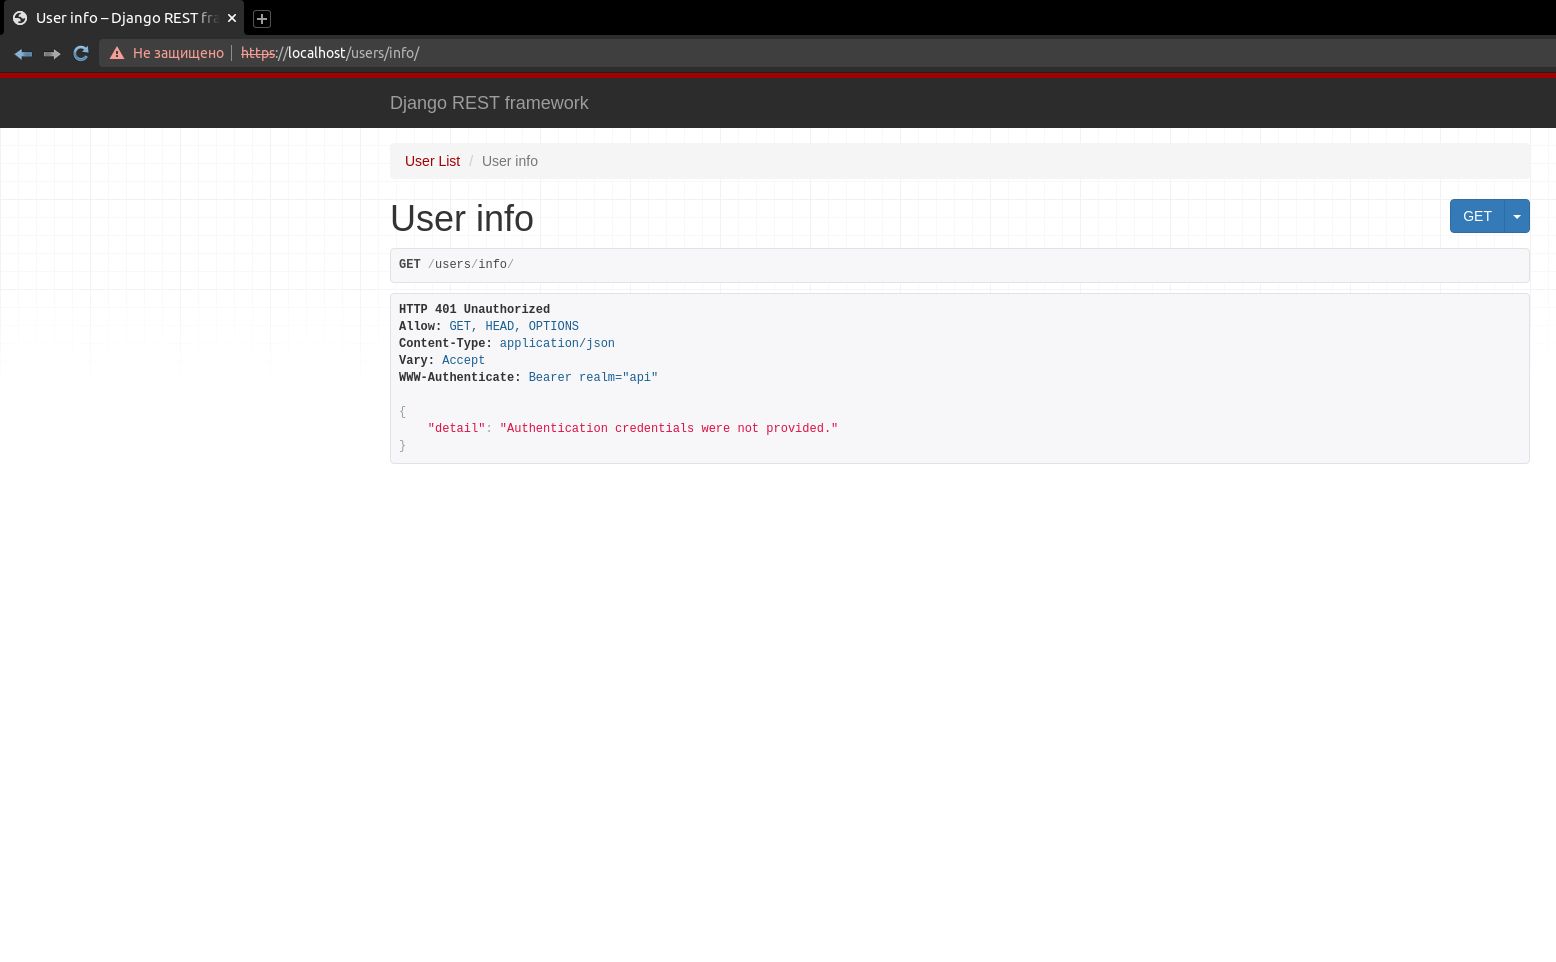 User info – Django REST fra
Не защищено https://localhost/users/info/
Django REST framework
User List / User info
User info
GET
GET /users/info/
HTTP 401 Unauthorized
Allow: GET, HEAD, OPTIONS
Content-Type: application/json
Vary: Accept
WWW-Authenticate: Bearer realm="api"
{
"detail": "Authentication credentials were not provided."
}